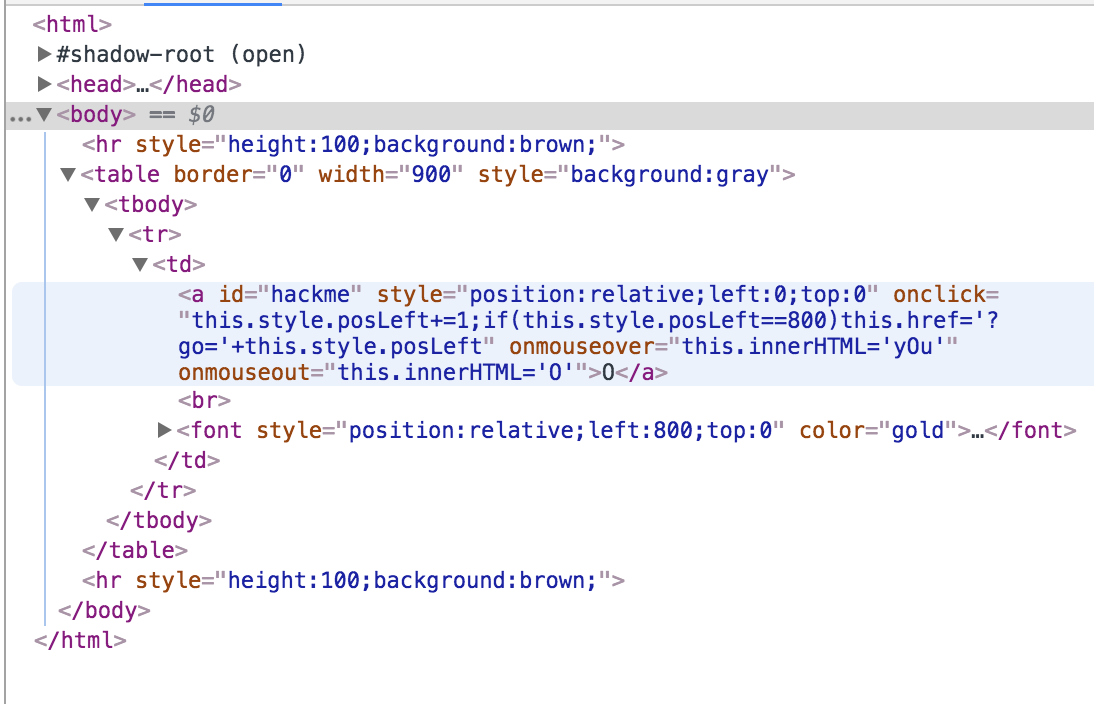 <html>
▶#shadow-root (open)
▶<head>…</head>
…▼<body> == $0
<hr style="height:100;background:brown;">
▼<table border="0" width="900" style="background:gray">
▼<tbody>
▼<tr>
▼<td>
<a id="hackme" style="position:relative;left:0;top:0" onclick=
"this.style.posLeft+=1;if(this.style.posLeft==800)this.href='?
go='+this.style.posLeft" onmouseover="this.innerHTML='yOu'"
onmouseout="this.innerHTML='O'">O</a>
<br>
▶<font style="position:relative;left:800;top:0" color="gold">…</font>
</td>
</tr>
</tbody>
</table>
<hr style="height:100;background:brown;">
</body>
</html>